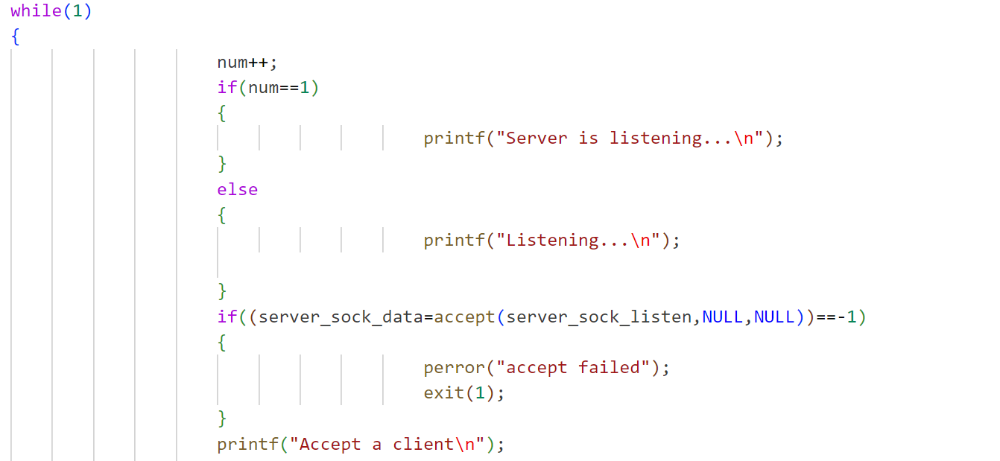 while(1)
{
num++;
if(num==1)
{
printf("Server is listening...\n");
}
else
{
printf("Listening...\n");
}
if((server_sock_data=accept(server_sock_listen,NULL,NULL))==-1)
{
perror("accept failed");
exit(1);
}
printf("Accept a client\n");